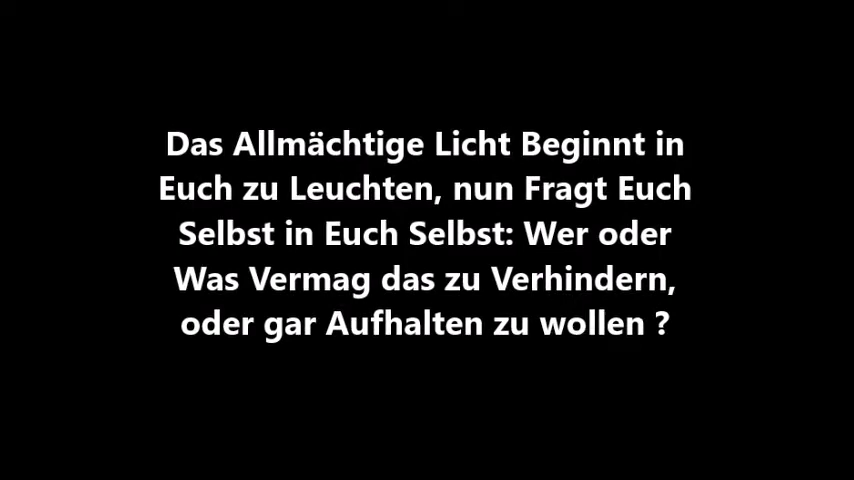 Das Allmächtige Licht Beginnt in
Euch zu Leuchten, nun Fragt Euch
Selbst in Euch Selbst: Wer oder
Was Vermag das zu Verhindern,
oder gar Aufhalten zu wollen ?